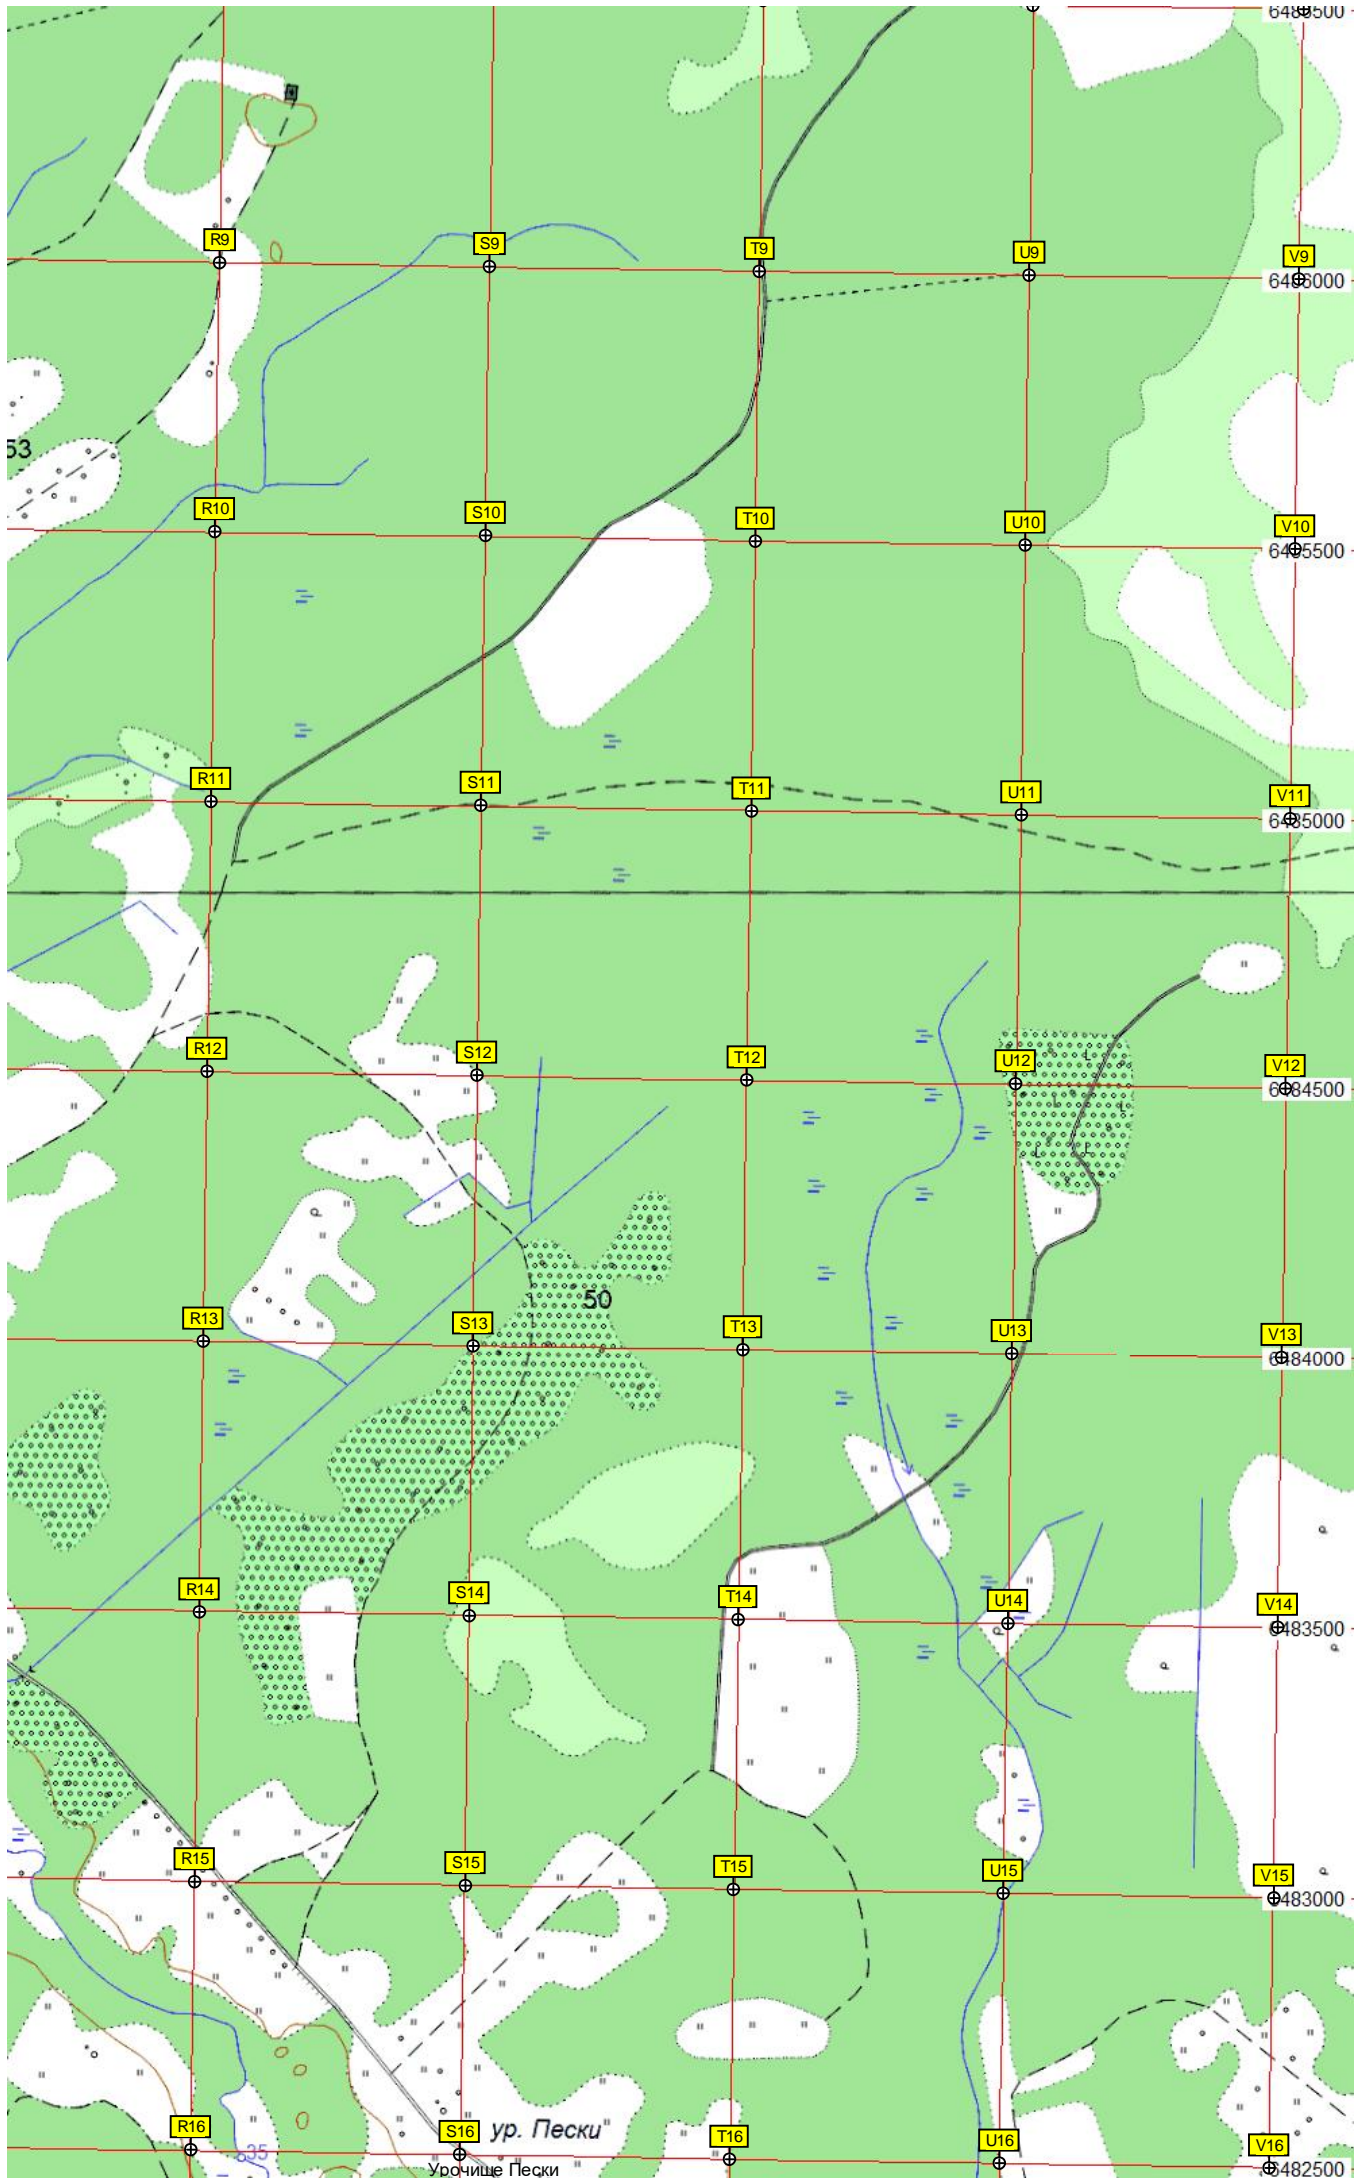 6486500
R9 S9 T9 U9 V9
6486000
53
R10 S10 T10 U10 V10
6485500
R11 S11 T11 U11 V11
6485000
R12 S12 T12 U12 V12
6484500
50
R13 S13 T13 U13 V13
6484000
R14 S14 T14 U14 V14
6483500
R15 S15 T15 U15 V15
6483000
ур. Пески
R16 S16 T16 U16 V16
35
6482500
Урочище Пески